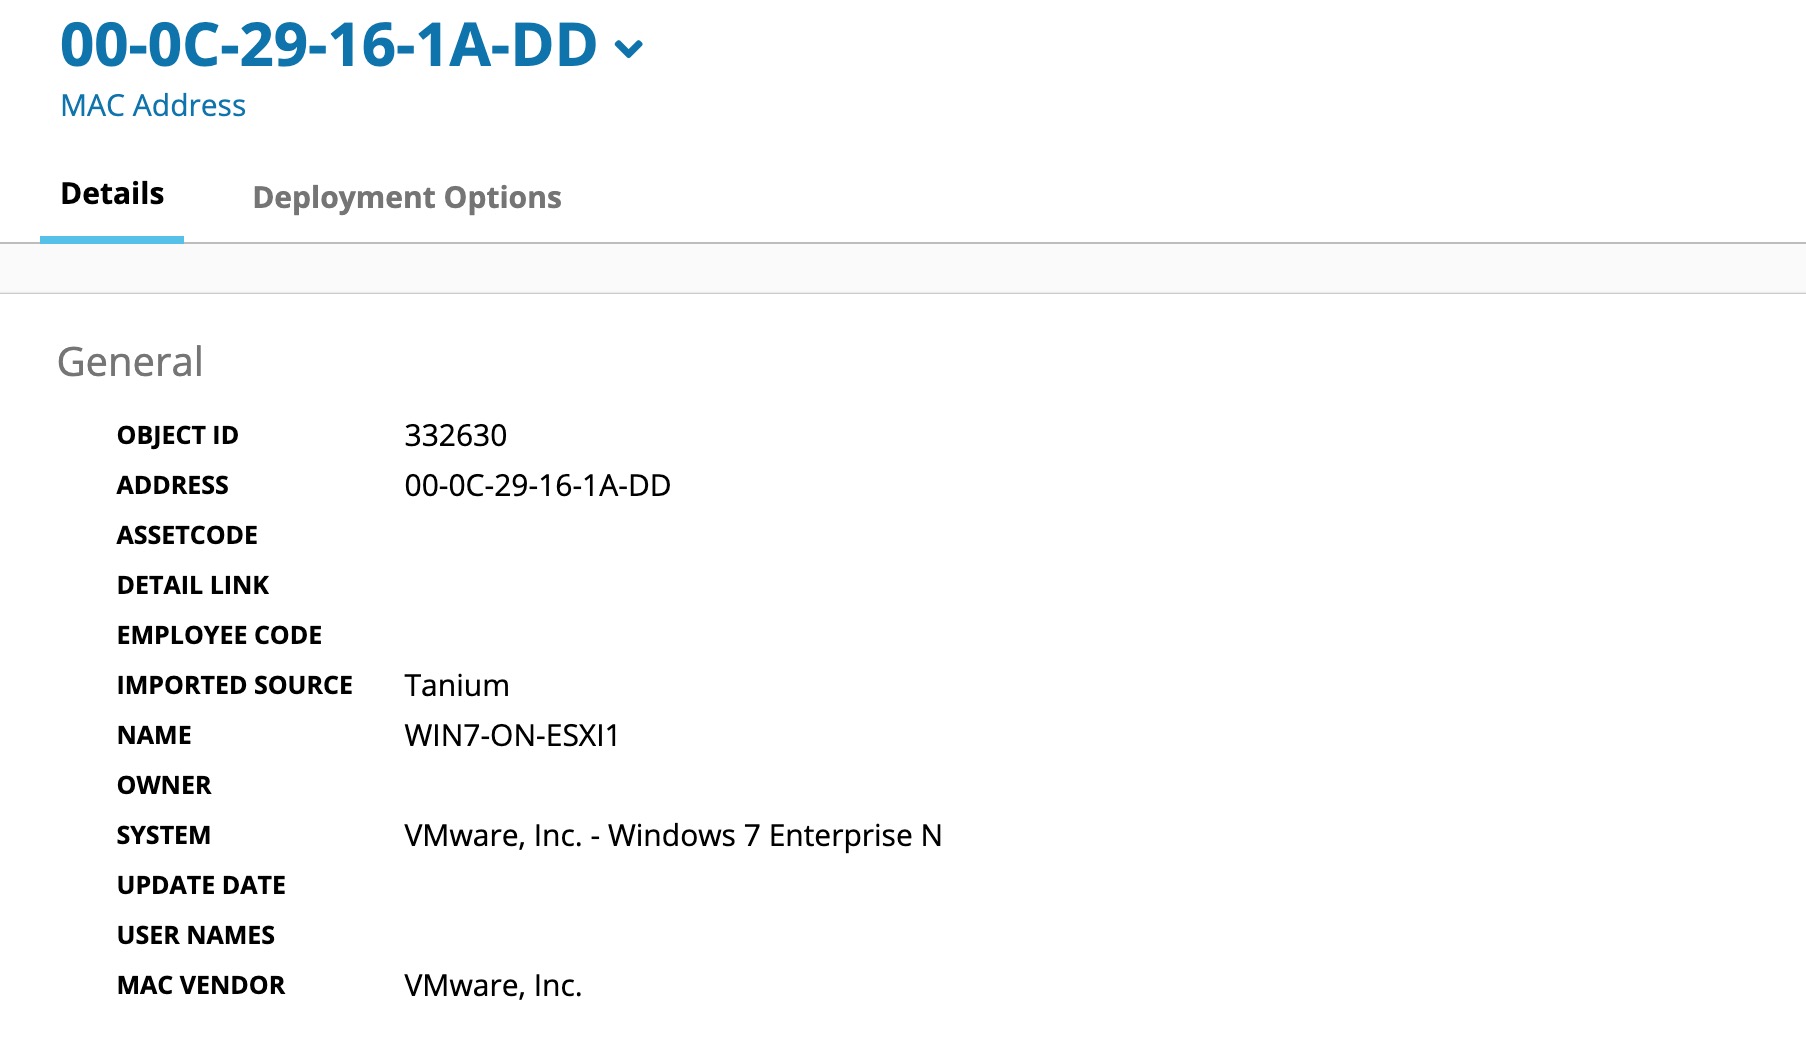 00-0C-29-16-1A-DD
MAC Address
Details Deployment Options
General
OBJECT ID 332630
ADDRESS 00-0C-29-16-1A-DD
ASSETCODE
DETAIL LINK
EMPLOYEE CODE
IMPORTED SOURCE Tanium
NAME WIN7-ON-ESXI1
OWNER
SYSTEM VMware, Inc. - Windows 7 Enterprise N
UPDATE DATE
USER NAMES
MAC VENDOR VMware, Inc.